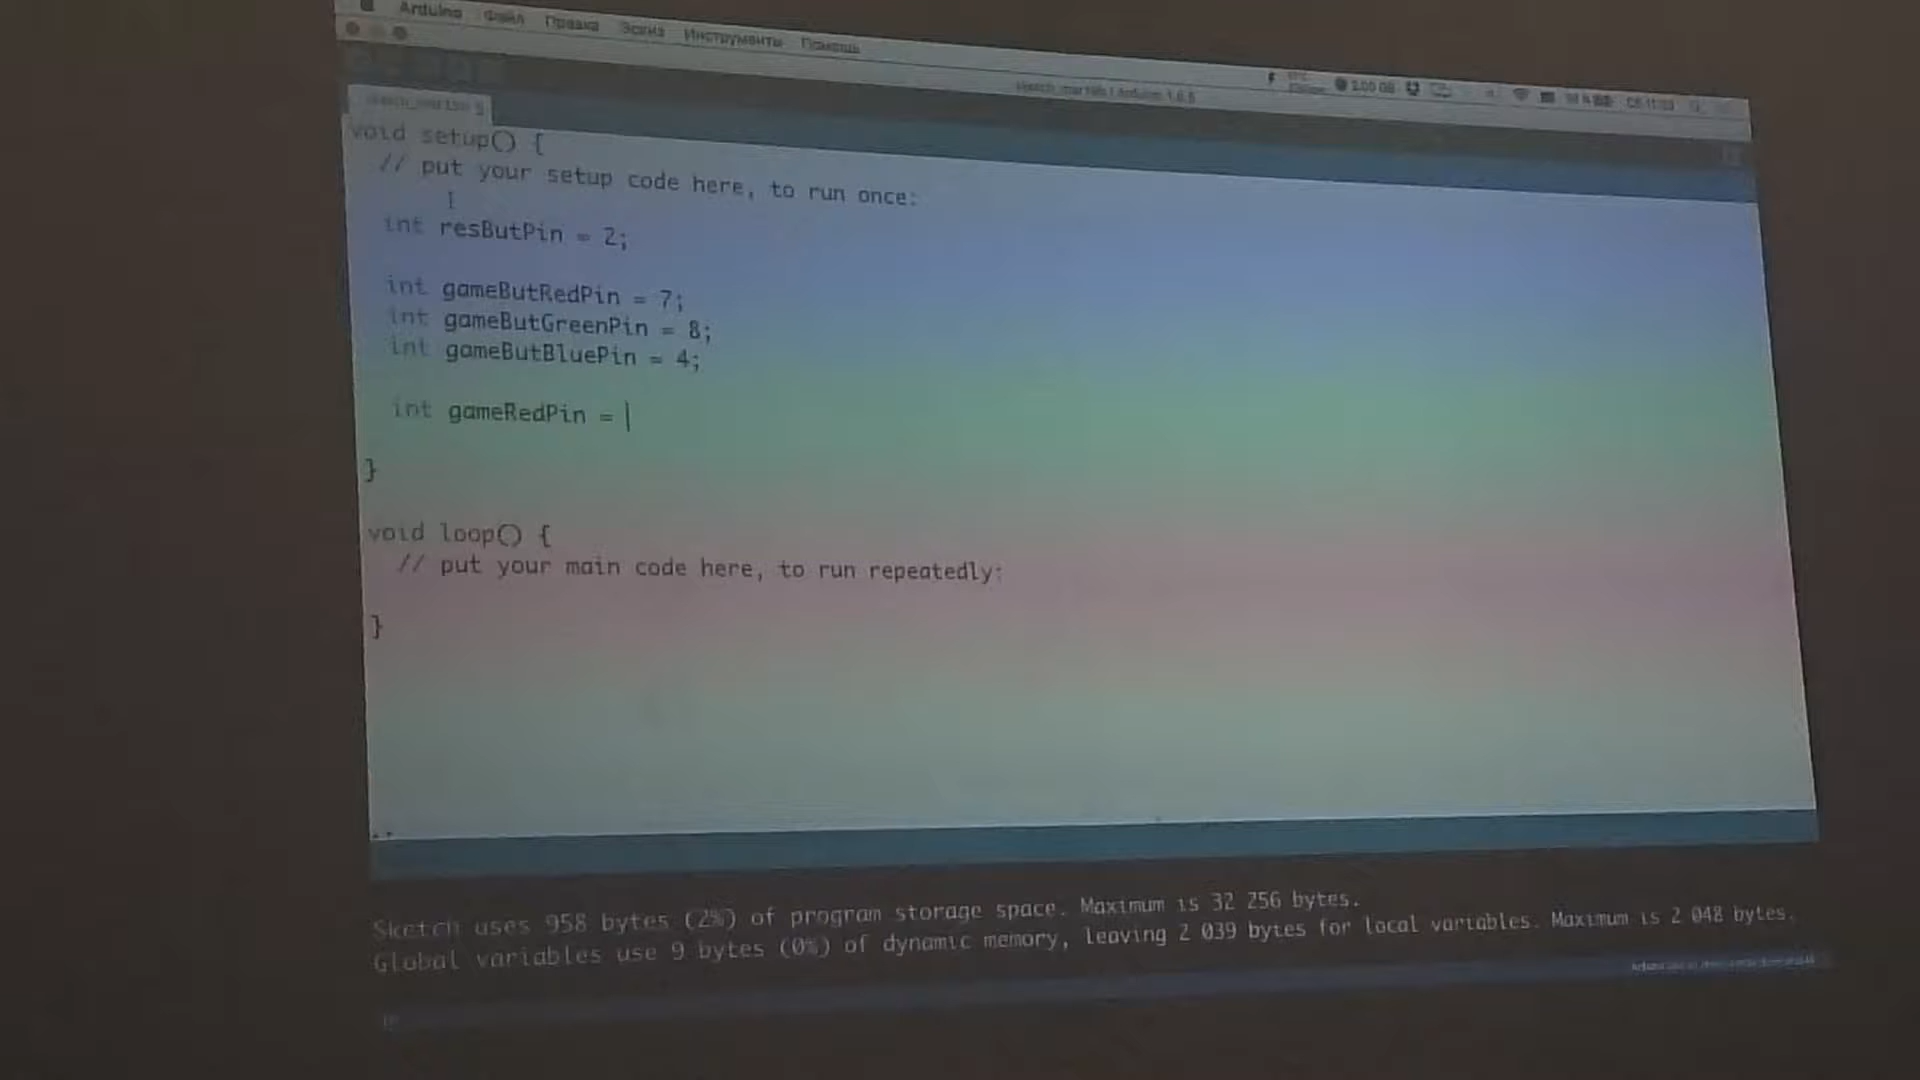 Arduino Файл Правка Эскиз Инструменты Помощь
void setup() {
// put your setup code here, to run once:
int resButPin = 2;
int gameButRedPin = 7;
int gameButGreenPin = 8;
int gameButBluePin = 4;
int gameRedPin =
}
void loop() {
// put your main code here, to run repeatedly:
}
Sketch uses 958 bytes (2%) of program storage space. Maximum is 32 256 bytes.
Global variables use 9 bytes (0%) of dynamic memory, leaving 2 039 bytes for local variables. Maximum is 2 048 bytes.